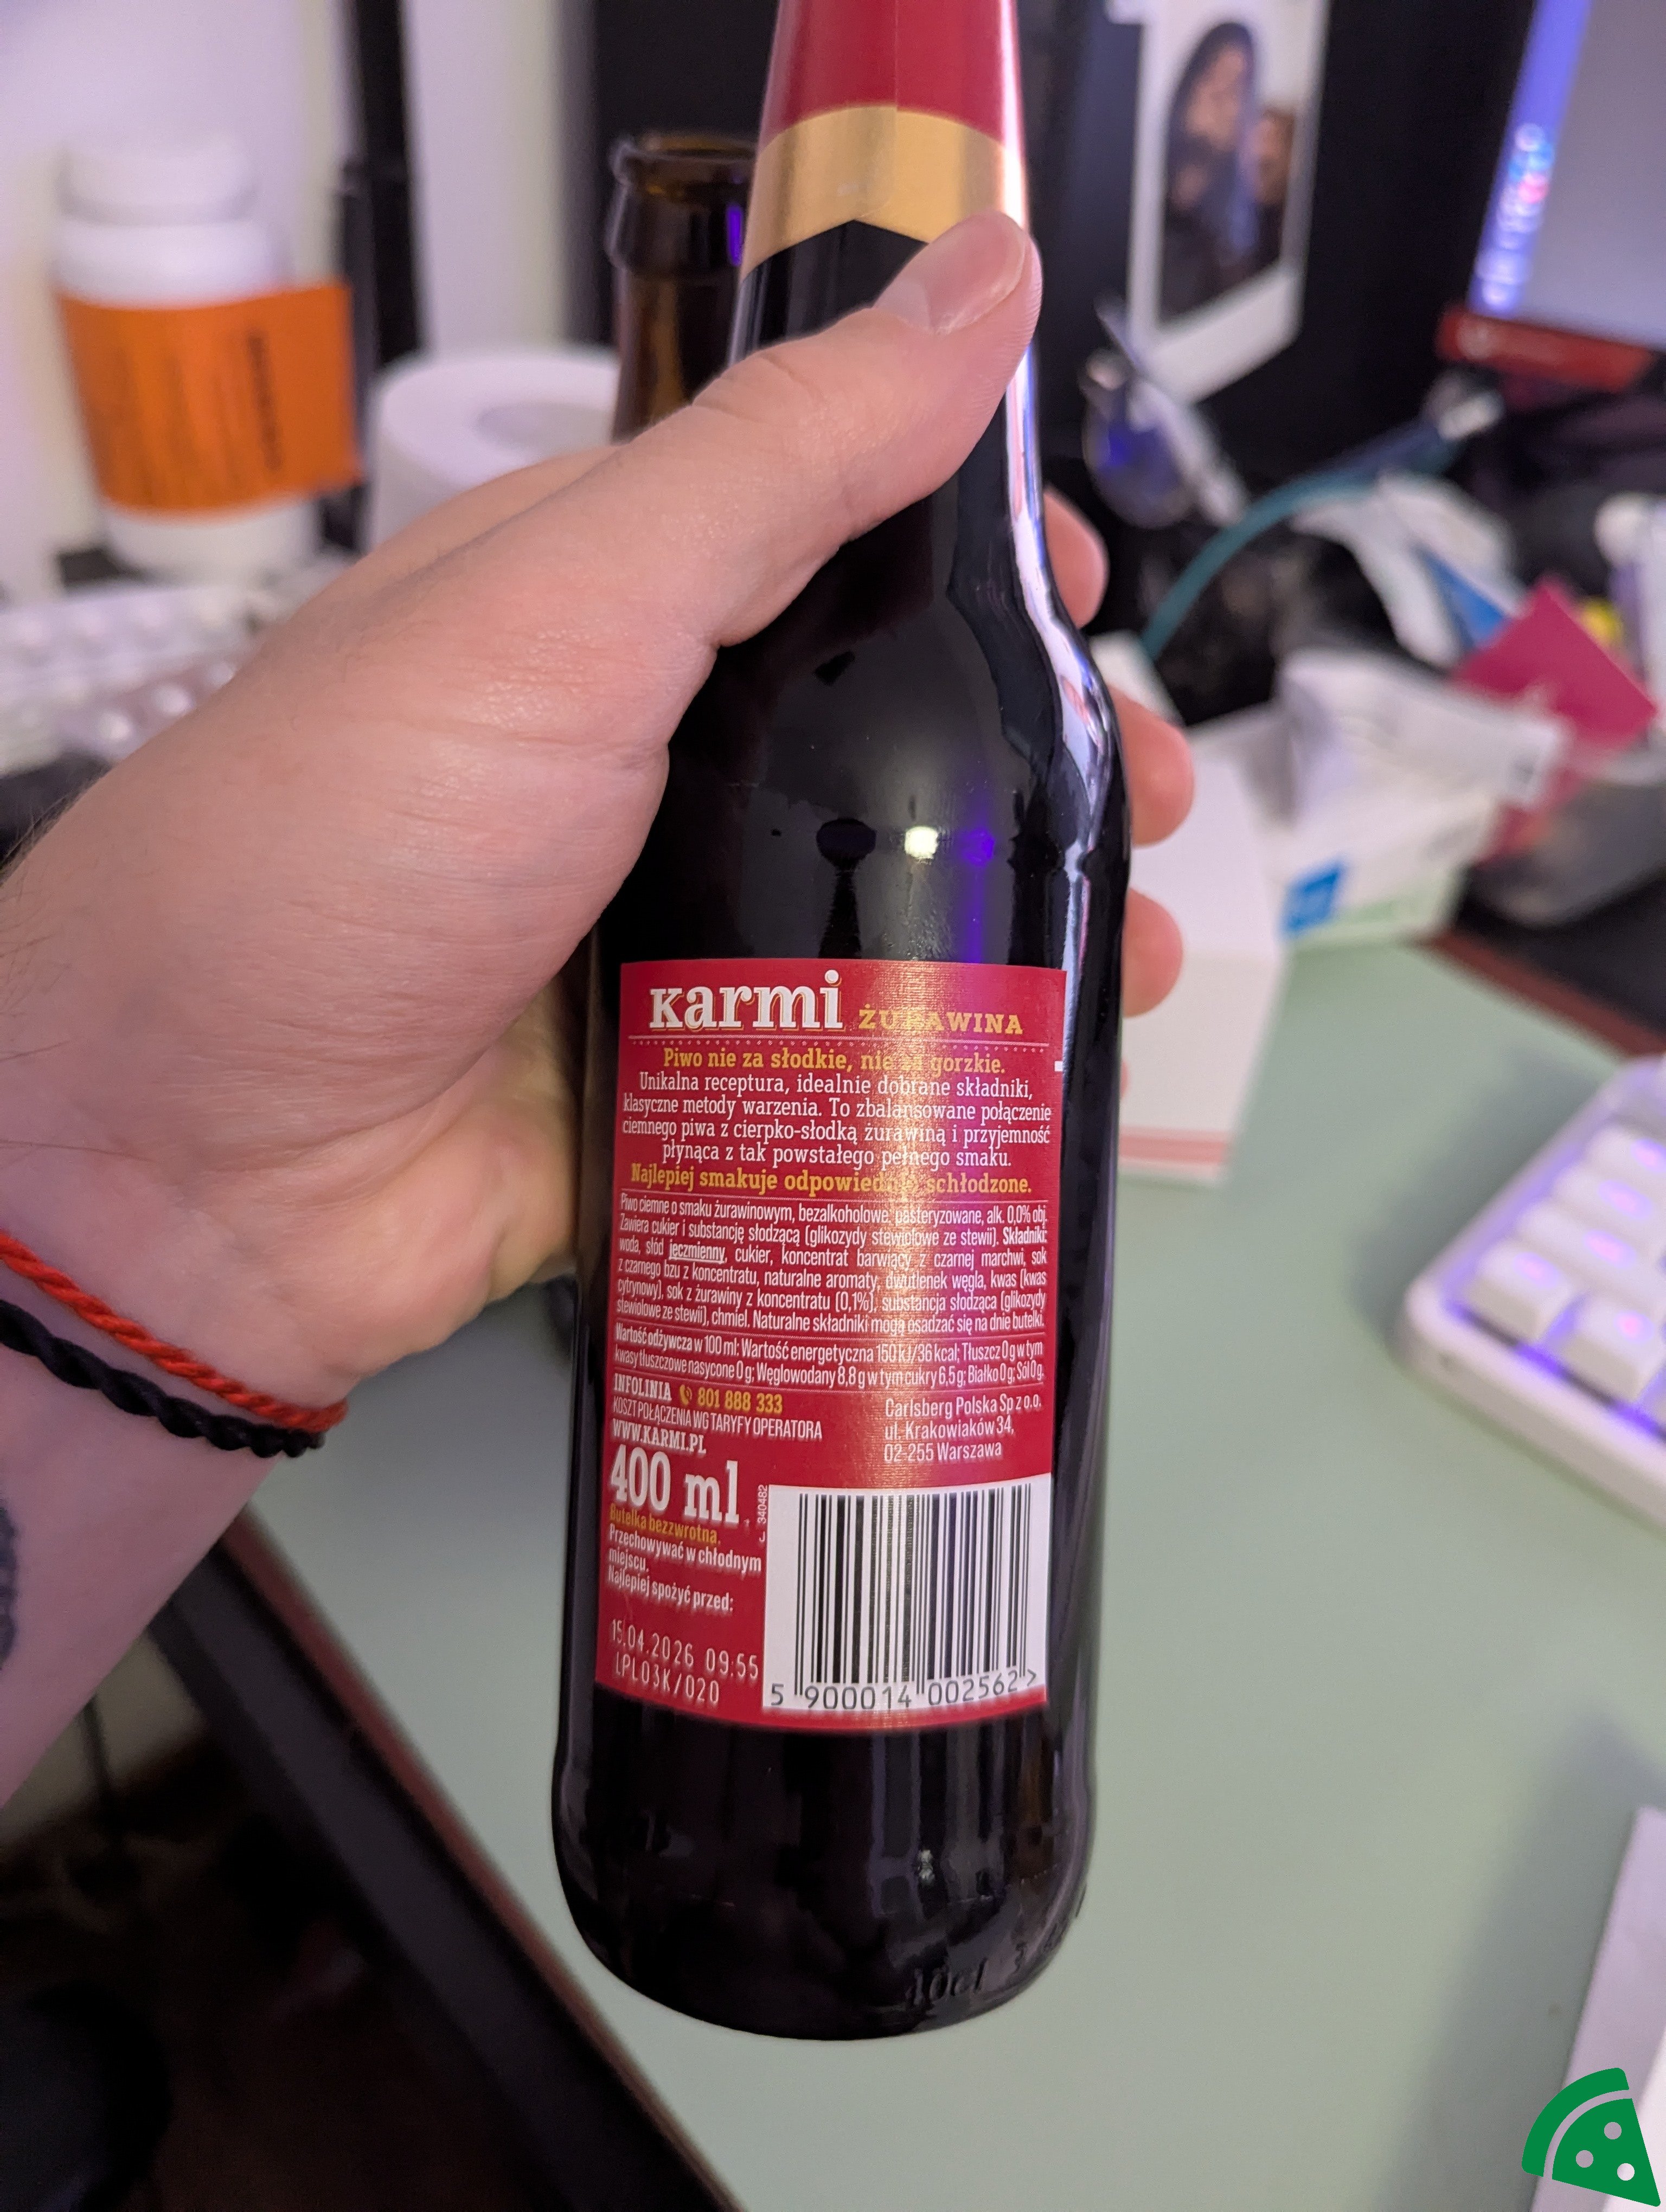 Karmi ŻURAWINA
Piwo nie za słodkie, nie za gorzkie.
Unikalna receptura, idealnie dobrane składniki,
klasyczne metody warzenia. To zbalansowane połączenie
ciemnego piwa z cierpko-słodką żurawiną i przyjemność
płynąca z tak powstałego pełnego smaku.
Najlepiej smakuje odpowiednio schłodzone.
Piwo ciemne o smaku żurawinowym, bezalkoholowe, pasteryzowane, alk. 0,0% obj.
Zawiera cukier i substancję słodzącą (glikozydy stewiolowe ze stewii). Składniki:
woda, słód jęczmienny, cukier, koncentrat barwiący z czarnej marchwi, sok
z czarnego bzu z koncentratu, naturalne aromaty, dwutlenek węgla, kwas (kwas
cytrynowy), sok z żurawiny z koncentratu (0,1%), substancja słodząca (glikozydy
stewiolowe ze stewii), chmiel. Naturalne składniki mogą osadzać się na dnie butelki.
Wartość odżywcza w 100 ml: Wartość energetyczna 150 kJ/36 kcal; Tłuszcz 0 g w tym
kwasy tłuszczowe nasycone 0 g; Węglowodany 8,8 g w tym cukry 6,5 g; Białko 0 g; Sól 0 g.
INFOLINIA 801 888 333
KOSZT POŁĄCZENIA WG TARYFY OPERATORA
WWW.KARMI.PL
Carlsberg Polska Sp z o.o.
ul. Krakowiaków 34,
02-255 Warszawa
400 ml
Butelka bezzwrotna.
Przechowywać w chłodnym
miejscu.
Najlepiej spożyć przed:
15.04.2026 09:55
LPL03K/020
340482
5 900014 002562 >
40cl 3